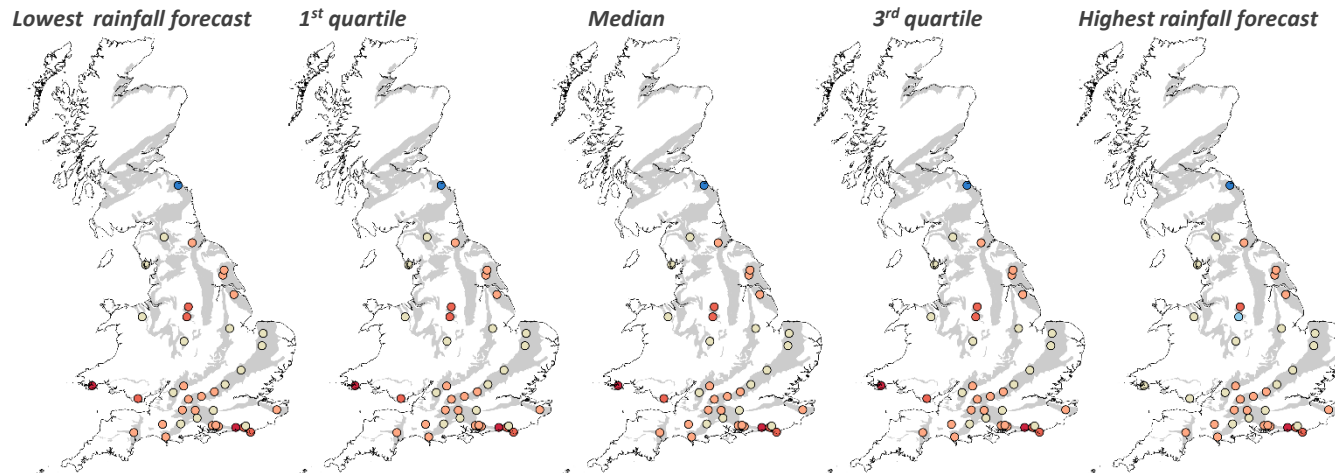 Lowest rainfall forecast
1st quartile
Median
3rd quartile
Highest rainfall forecast